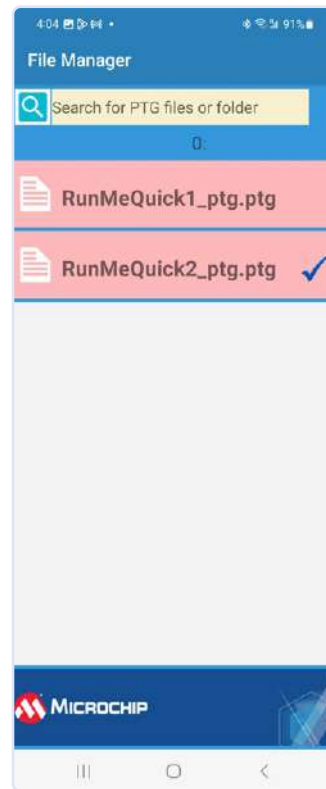 4:04 91%
File Manager
Search for PTG files or folder
0:
RunMeQuick1_ptg.ptg
RunMeQuick2_ptg.ptg
MICROCHIP